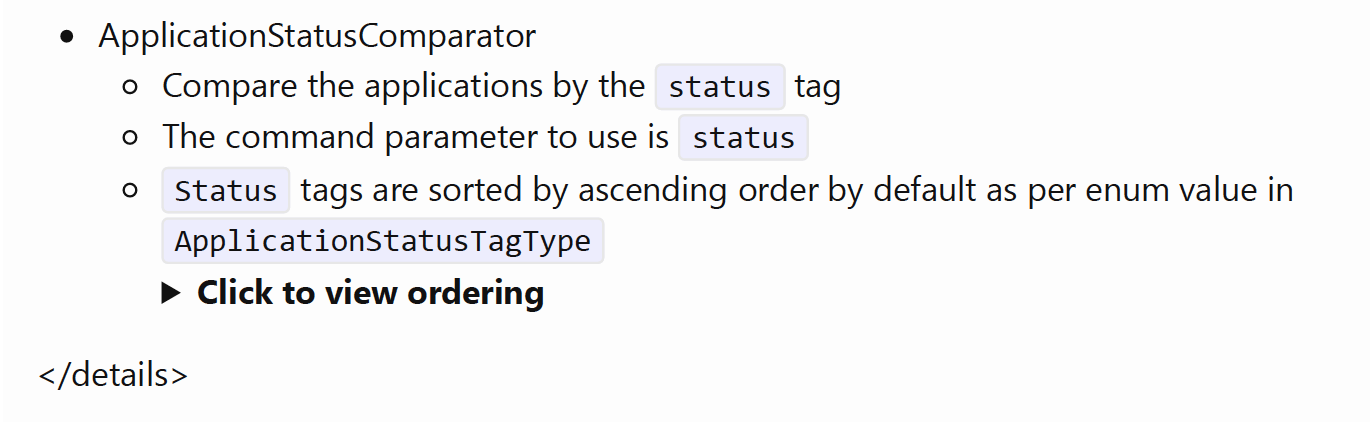 ApplicationStatusComparator
Compare the applications by the status tag
The command parameter to use is status
Status tags are sorted by ascending order by default as per enum value in
ApplicationStatusTagType
Click to view ordering
</details>